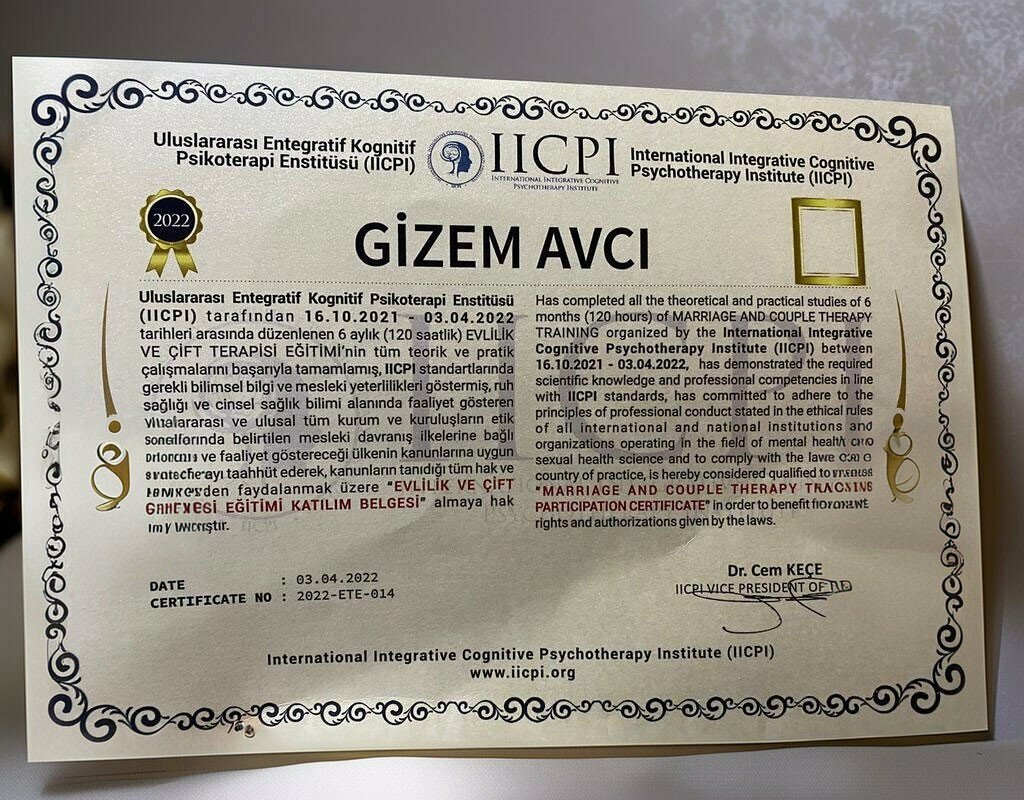 Uluslararası Entegratif Kognitif
Psikoterapi Enstitüsü (IICPI)
IICPI
INTERNATIONAL INTEGRATIVE COGNITIVE
PSYCHOTHERAPY INSTITUTE
International Integrative Cognitive
Psychotherapy Institute (IICPI)
2022
GİZEM AVCI
Uluslararası Entegratif Kognitif Psikoterapi Enstitüsü
(IICPI) tarafından 16.10.2021 - 03.04.2022
tarihleri arasında düzenlenen 6 aylık (120 saatlik) EVLİLİK
VE ÇİFT TERAPİSİ EĞİTİMİ'nin tüm teorik ve pratik
çalışmalarını başarıyla tamamlamış, IICPI standartlarında
gerekli bilimsel bilgi ve mesleki yeterlilikleri göstermiş, ruh
sağlığı ve cinsel sağlık bilimi alanında faaliyet gösteren
ve ulusal tüm kurum ve kuruluşların etik
belirtilen mesleki davranış ilkelerine bağlı
ve faaliyet göstereceği ülkenin kanunlarına uygun
taahhüt ederek, kanunların tanıdığı tüm hak ve
faydalanmak üzere "EVLİLİK VE ÇİFT
EĞİTİMİ KATILIM BELGESİ" almaya hak
Has completed all the theoretical and practical studies of 6
months (120 hours) of MARRIAGE AND COUPLE THERAPY
TRAINING organized by the International Integrative
Cognitive Psychotherapy Institute (IICPI) between
16.10.2021 - 03.04.2022, has demonstrated the required
scientific knowledge and professional competencies in line
with IICPI standards, has committed to adhere to the
principles of professional conduct stated in the ethical rules
of all international and national institutions and
organizations operating in the field of mental health
sexual health science and to comply with the laws
country of practice, is hereby considered qualified to
"MARRIAGE AND COUPLE THERAPY
PARTICIPATION CERTIFICATE" in order to benefit
rights and authorizations given by the laws.
DATE : 03.04.2022
CERTIFICATE NO : 2022-ETE-014
Dr. Cem KEÇE
IICPI VICE PRESIDENT OF
International Integrative Cognitive Psychotherapy Institute (IICPI)
www.iicpi.org